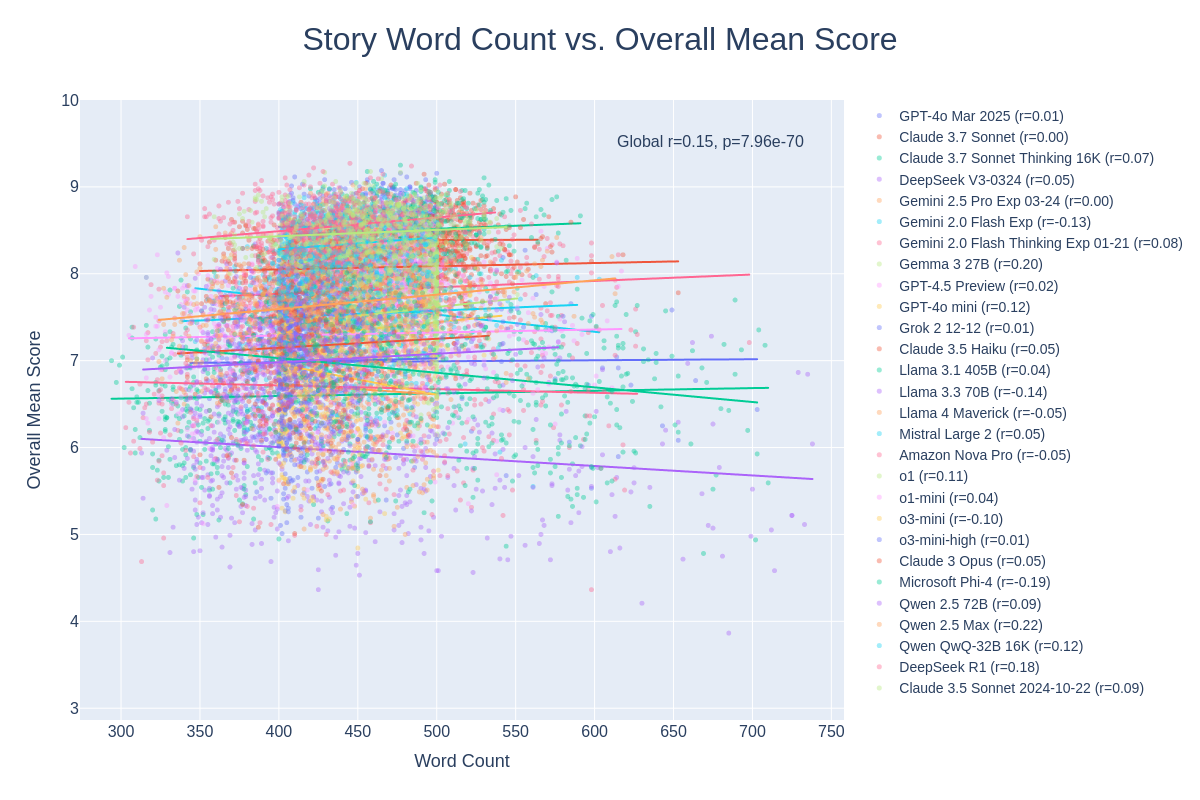 Story Word Count vs. Overall Mean Score
Global r=0.15, p=7.96e-70
Overall Mean Score
10
9
8
7
6
5
4
3
300
350
400
450
500
550
600
650
700
750
Word Count
GPT-4o Mar 2025 (r=0.01)
Claude 3.7 Sonnet (r=0.00)
Claude 3.7 Sonnet Thinking 16K (r=0.07)
DeepSeek V3-0324 (r=0.05)
Gemini 2.5 Pro Exp 03-24 (r=0.00)
Gemini 2.0 Flash Exp (r=-0.13)
Gemini 2.0 Flash Thinking Exp 01-21 (r=0.08)
Gemma 3 27B (r=0.20)
GPT-4.5 Preview (r=0.02)
GPT-4o mini (r=0.12)
Grok 2 12-12 (r=0.01)
Claude 3.5 Haiku (r=0.05)
Llama 3.1 405B (r=0.04)
Llama 3.3 70B (r=-0.14)
Llama 4 Maverick (r=-0.05)
Mistral Large 2 (r=0.05)
Amazon Nova Pro (r=-0.05)
o1 (r=0.11)
o1-mini (r=0.04)
o3-mini (r=-0.10)
o3-mini-high (r=0.01)
Claude 3 Opus (r=0.05)
Microsoft Phi-4 (r=-0.19)
Qwen 2.5 72B (r=0.09)
Qwen 2.5 Max (r=0.22)
Qwen QwQ-32B 16K (r=0.12)
DeepSeek R1 (r=0.18)
Claude 3.5 Sonnet 2024-10-22 (r=0.09)